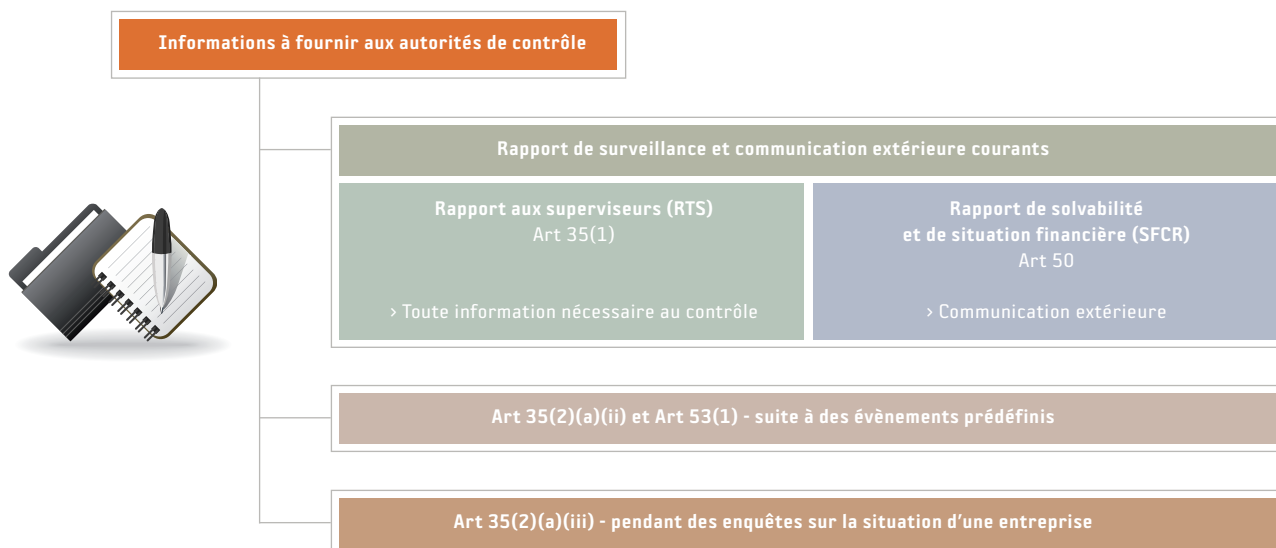 Informations à fournir aux autorités de contrôle
Rapport de surveillance et communication extérieure courants
Rapport aux superviseurs (RTS)
Art 35(1)
> Toute information nécessaire au contrôle
Rapport de solvabilité
et de situation financière (SFCR)
Art 50
> Communication extérieure
Art 35(2)(a)(ii) et Art 53(1) - suite à des évènements prédéfinis
Art 35(2)(a)(iii) - pendant des enquêtes sur la situation d'une entreprise